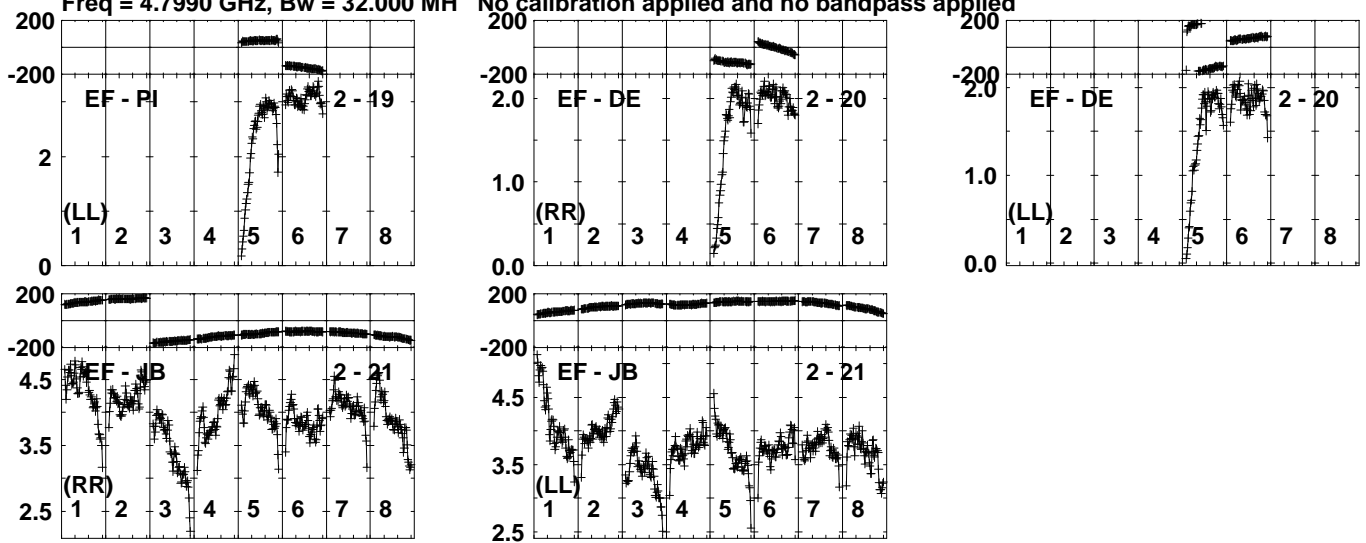 Freq = 4.7990 GHz, Bw = 32.000 MH No calibration applied and no bandpass applied
200
-200
EF - PI 2 - 19
2
(LL)
1 2 3 4 5 6 7 8
0
200
-200
2.0 EF - DE 2 - 20
1.0
(RR)
1 2 3 4 5 6 7 8
0.0
200
-200
2.0 EF - DE 2 - 20
1.0
(LL)
1 2 3 4 5 6 7 8
0.0
200
-200
4.5 EF - JB 2 - 21
3.5
(RR)
2.5 1 2 3 4 5 6 7 8
200
-200
EF - JB 2 - 21
4.5
3.5
(LL)
1 2 3 4 5 6 7 8
2.5